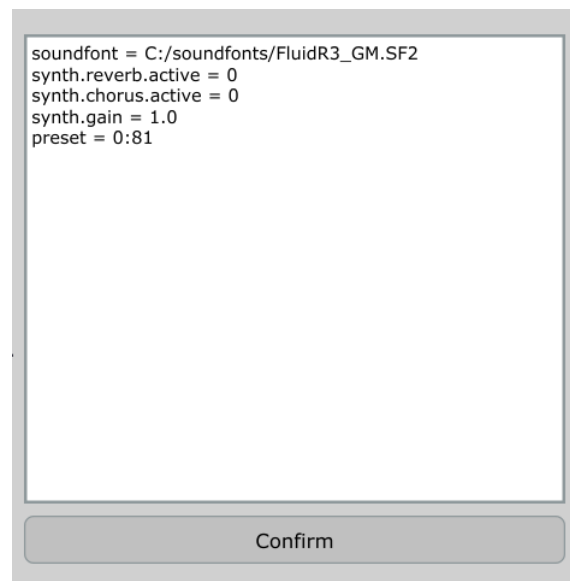 soundfont = C:/soundfonts/FluidR3_GM.SF2
synth.reverb.active = 0
synth.chorus.active = 0
synth.gain = 1.0
preset = 0:81
Confirm